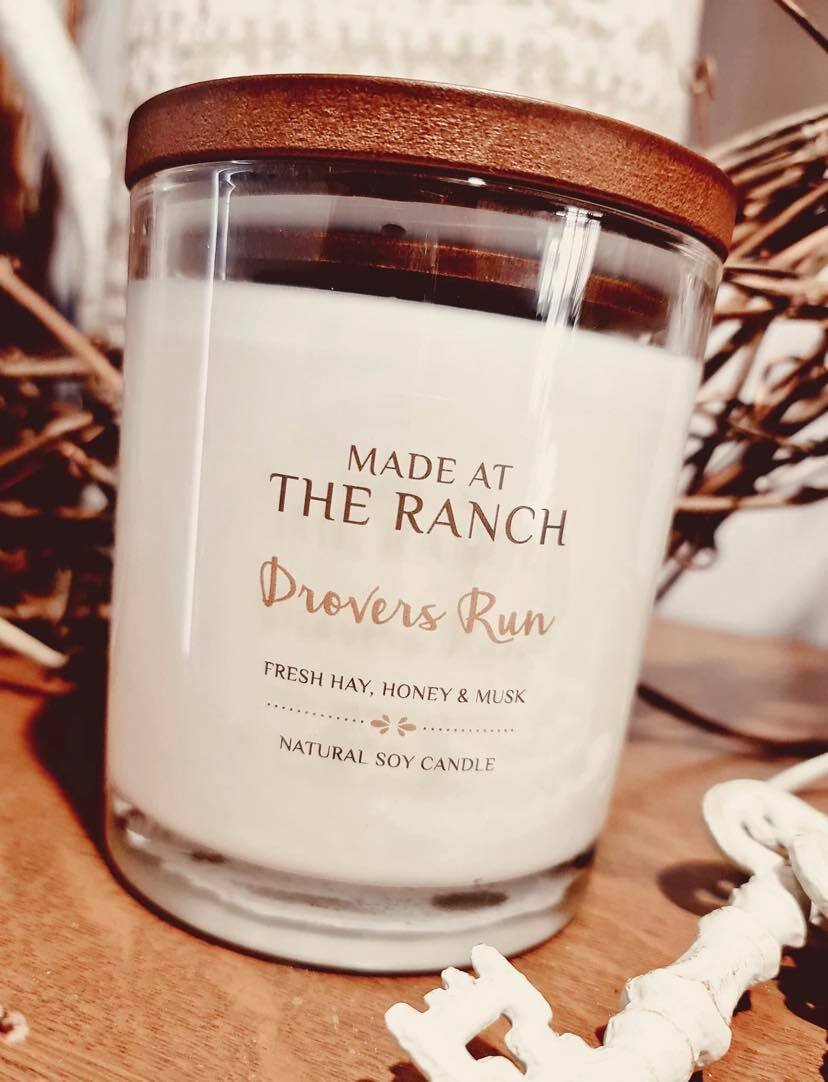 MADE AT
THE RANCH
Drovers Run
FRESH HAY, HONEY & MUSK
NATURAL SOY CANDLE